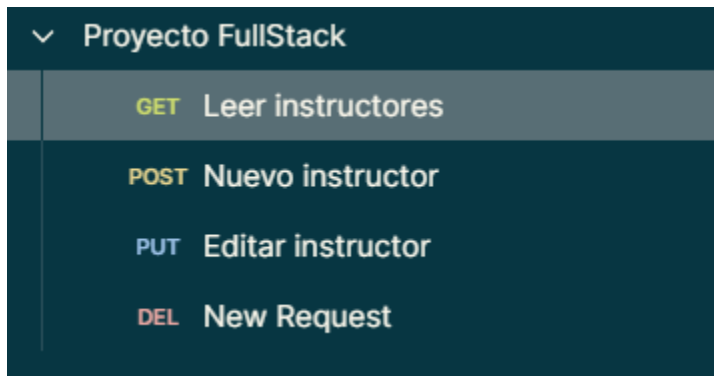 Proyecto FullStack
GET Leer instructores
POST Nuevo instructor
PUT Editar instructor
DEL New Request